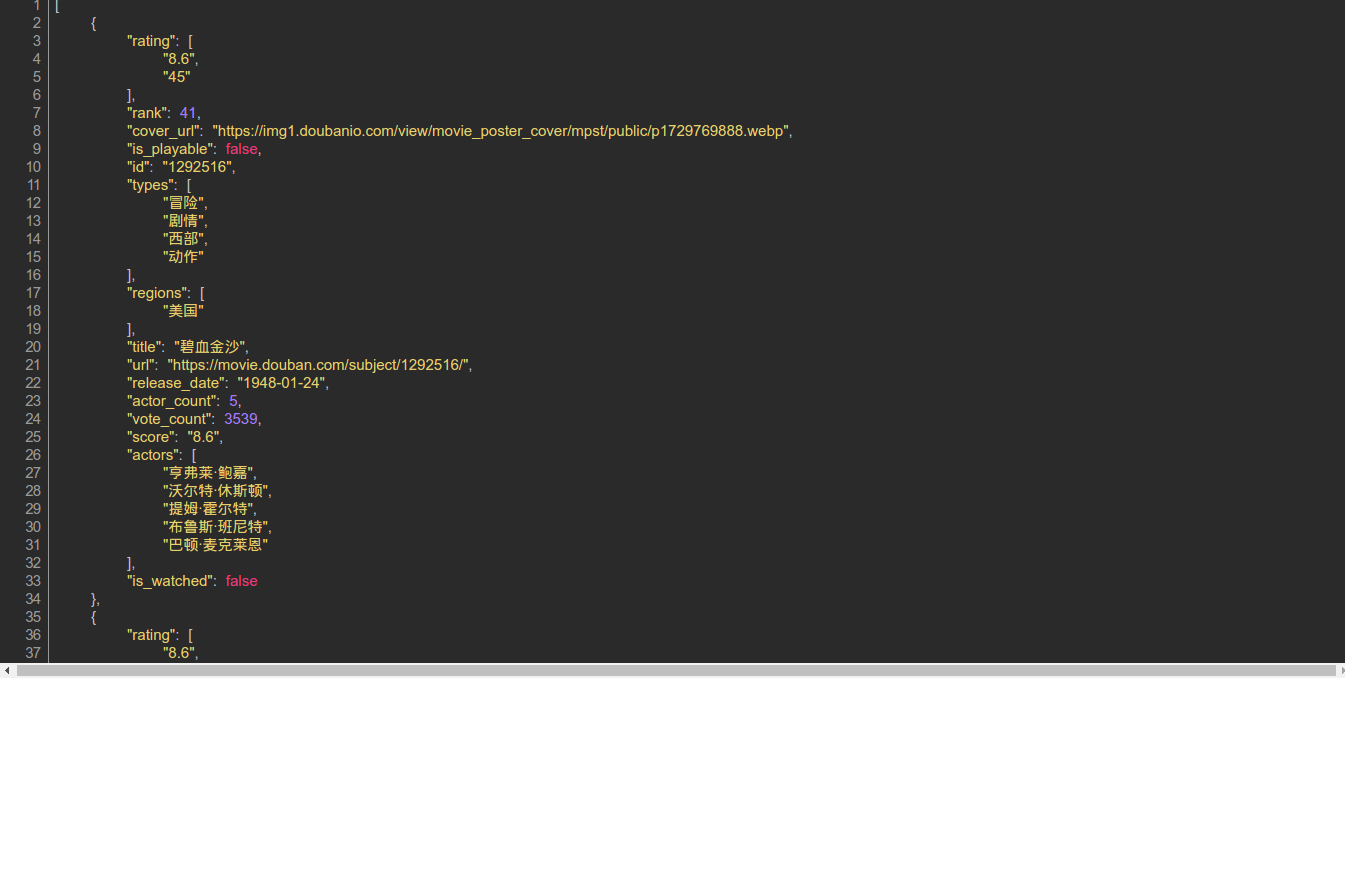 1 [
2 {
3 "rating": [
4 "8.6",
5 "45"
6 ],
7 "rank": 41,
8 "cover_url": "https://img1.doubanio.com/view/movie_poster_cover/mpst/public/p1729769888.webp",
9 "is_playable": false,
10 "id": "1292516",
11 "types": [
12 "冒险",
13 "剧情",
14 "西部",
15 "动作"
16 ],
17 "regions": [
18 "美国"
19 ],
20 "title": "碧血金沙",
21 "url": "https://movie.douban.com/subject/1292516/",
22 "release_date": "1948-01-24",
23 "actor_count": 5,
24 "vote_count": 3539,
25 "score": "8.6",
26 "actors": [
27 "亨弗莱·鲍嘉",
28 "沃尔特·休斯顿",
29 "提姆·霍尔特",
30 "布鲁斯·班尼特",
31 "巴顿·麦克莱恩"
32 ],
33 "is_watched": false
34 },
35 {
36 "rating": [
37 "8.6",